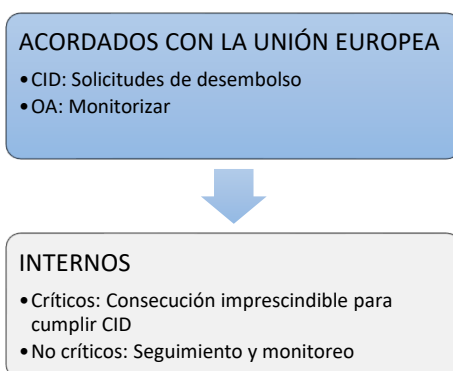 ACORDADOS CON LA UNIÓN EUROPEA
•CID: Solicitudes de desembolso
•OA: Monitorizar
INTERNOS
•Críticos: Consecución imprescindible para
cumplir CID
•No críticos: Seguimiento y monitoreo